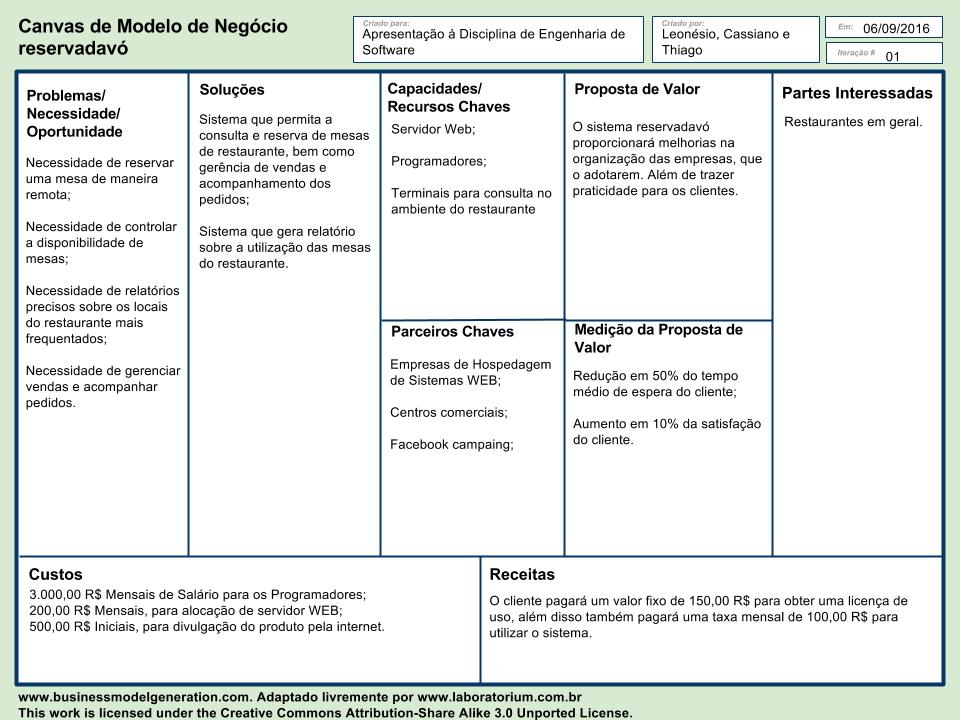 Canvas de Modelo de Negócio
reservadavó
Criado para:
Apresentação à Disciplina de Engenharia de
Software
Criado por:
Leonésio, Cassiano e
Thiago
Em: 06/09/2016
Iteração # 01
Problemas/
Necessidade/
Oportunidade
Necessidade de reservar
uma mesa de maneira
remota;
Necessidade de controlar
a disponibilidade de
mesas;
Necessidade de relatórios
precisos sobre os locais
do restaurante mais
frequentados;
Necessidade de gerenciar
vendas e acompanhar
pedidos.
Soluções
Sistema que permita a
consulta e reserva de mesas
de restaurante, bem como
gerência de vendas e
acompanhamento dos
pedidos;
Sistema que gera relatório
sobre a utilização das mesas
do restaurante.
Capacidades/
Recursos Chaves
Servidor Web;
Programadores;
Terminais para consulta no
ambiente do restaurante
Parceiros Chaves
Empresas de Hospedagem
de Sistemas WEB;
Centros comerciais;
Facebook campaing;
Proposta de Valor
O sistema reservadavó
proporcionará melhorias na
organização das empresas, que
o adotarem. Além de trazer
praticidade para os clientes.
Medição da Proposta de
Valor
Redução em 50% do tempo
médio de espera do cliente;
Aumento em 10% da satisfação
do cliente.
Partes Interessadas
Restaurantes em geral.
Custos
3.000,00 R$ Mensais de Salário para os Programadores;
200,00 R$ Mensais, para alocação de servidor WEB;
500,00 R$ Iniciais, para divulgação do produto pela internet.
Receitas
O cliente pagará um valor fixo de 150,00 R$ para obter uma licença de
uso, além disso também pagará uma taxa mensal de 100,00 R$ para
utilizar o sistema.
www.businessmodelgeneration.com. Adaptado livremente por www.laboratorium.com.br
This work is licensed under the Creative Commons Attribution-Share Alike 3.0 Unported License.